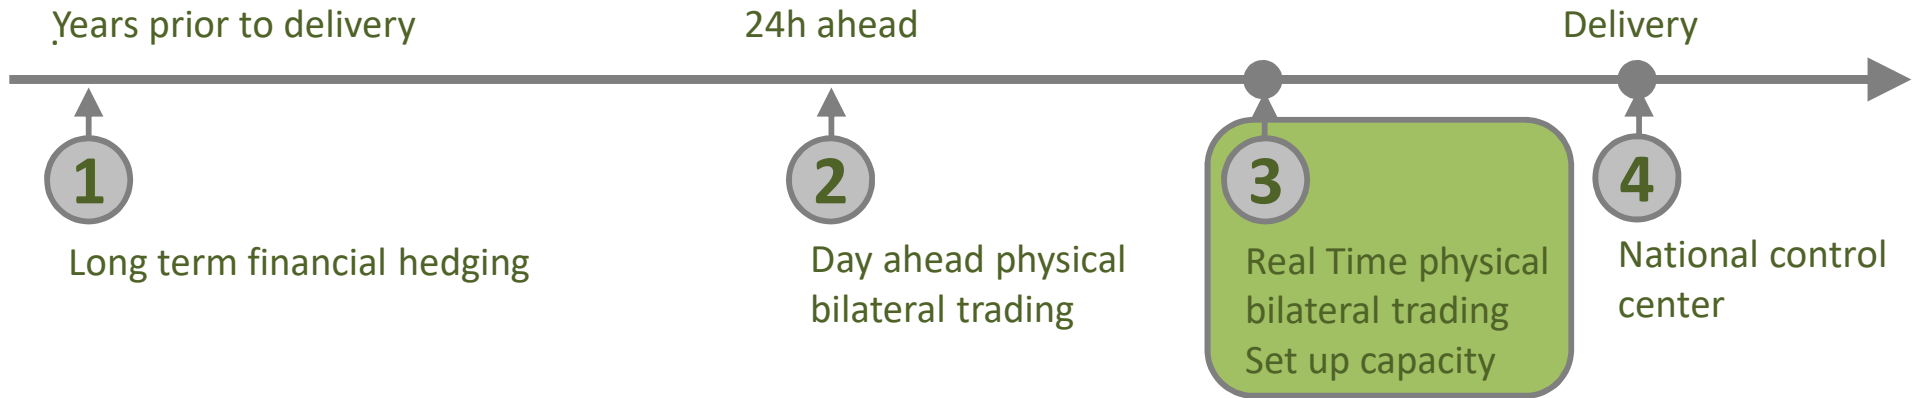 Years prior to delivery
24h ahead
Delivery
.
1
2
3
4
Long term financial hedging
Day ahead physical
bilateral trading
Real Time physical
bilateral trading
Set up capacity
National control
center